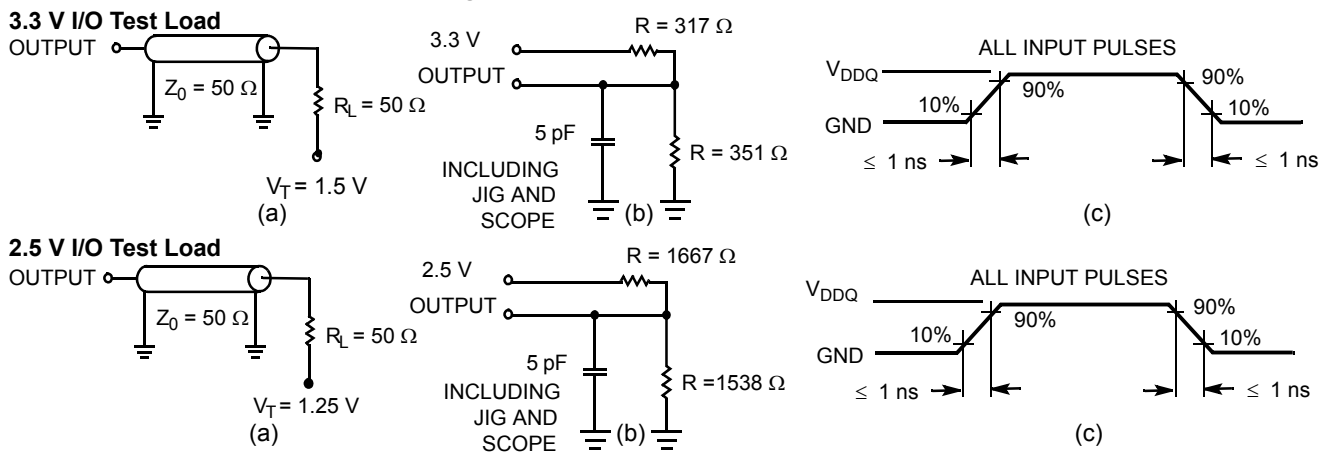 3.3 V I/O Test Load
OUTPUT
Z0 = 50 Ω
RL = 50 Ω
VT = 1.5 V
(a)
3.3 V
R = 317 Ω
OUTPUT
5 pF
R = 351 Ω
INCLUDING
JIG AND
SCOPE
(b)
ALL INPUT PULSES
VDDQ
90%
90%
10%
10%
GND
≤ 1 ns
≤ 1 ns
(c)
2.5 V I/O Test Load
OUTPUT
Z0 = 50 Ω
RL = 50 Ω
VT = 1.25 V
(a)
2.5 V
R = 1667 Ω
OUTPUT
5 pF
R =1538 Ω
INCLUDING
JIG AND
SCOPE
(b)
ALL INPUT PULSES
VDDQ
90%
90%
10%
10%
GND
≤ 1 ns
≤ 1 ns
(c)